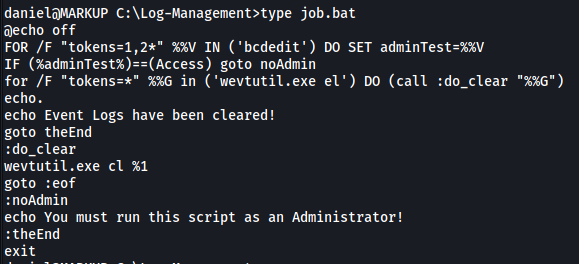 daniel@MARKUP C:\Log-Management>type job.bat
@echo off
FOR /F "tokens=1,2*" %%V IN ('bcdedit') DO SET adminTest=%%V
IF (%adminTest%)==(Access) goto noAdmin
for /F "tokens=*" %%G in ('wevtutil.exe el') DO (call :do_clear "%%G")
echo.
echo Event Logs have been cleared!
goto theEnd
:do_clear
wevtutil.exe cl %1
goto :eof
:noAdmin
echo You must run this script as an Administrator!
:theEnd
exit